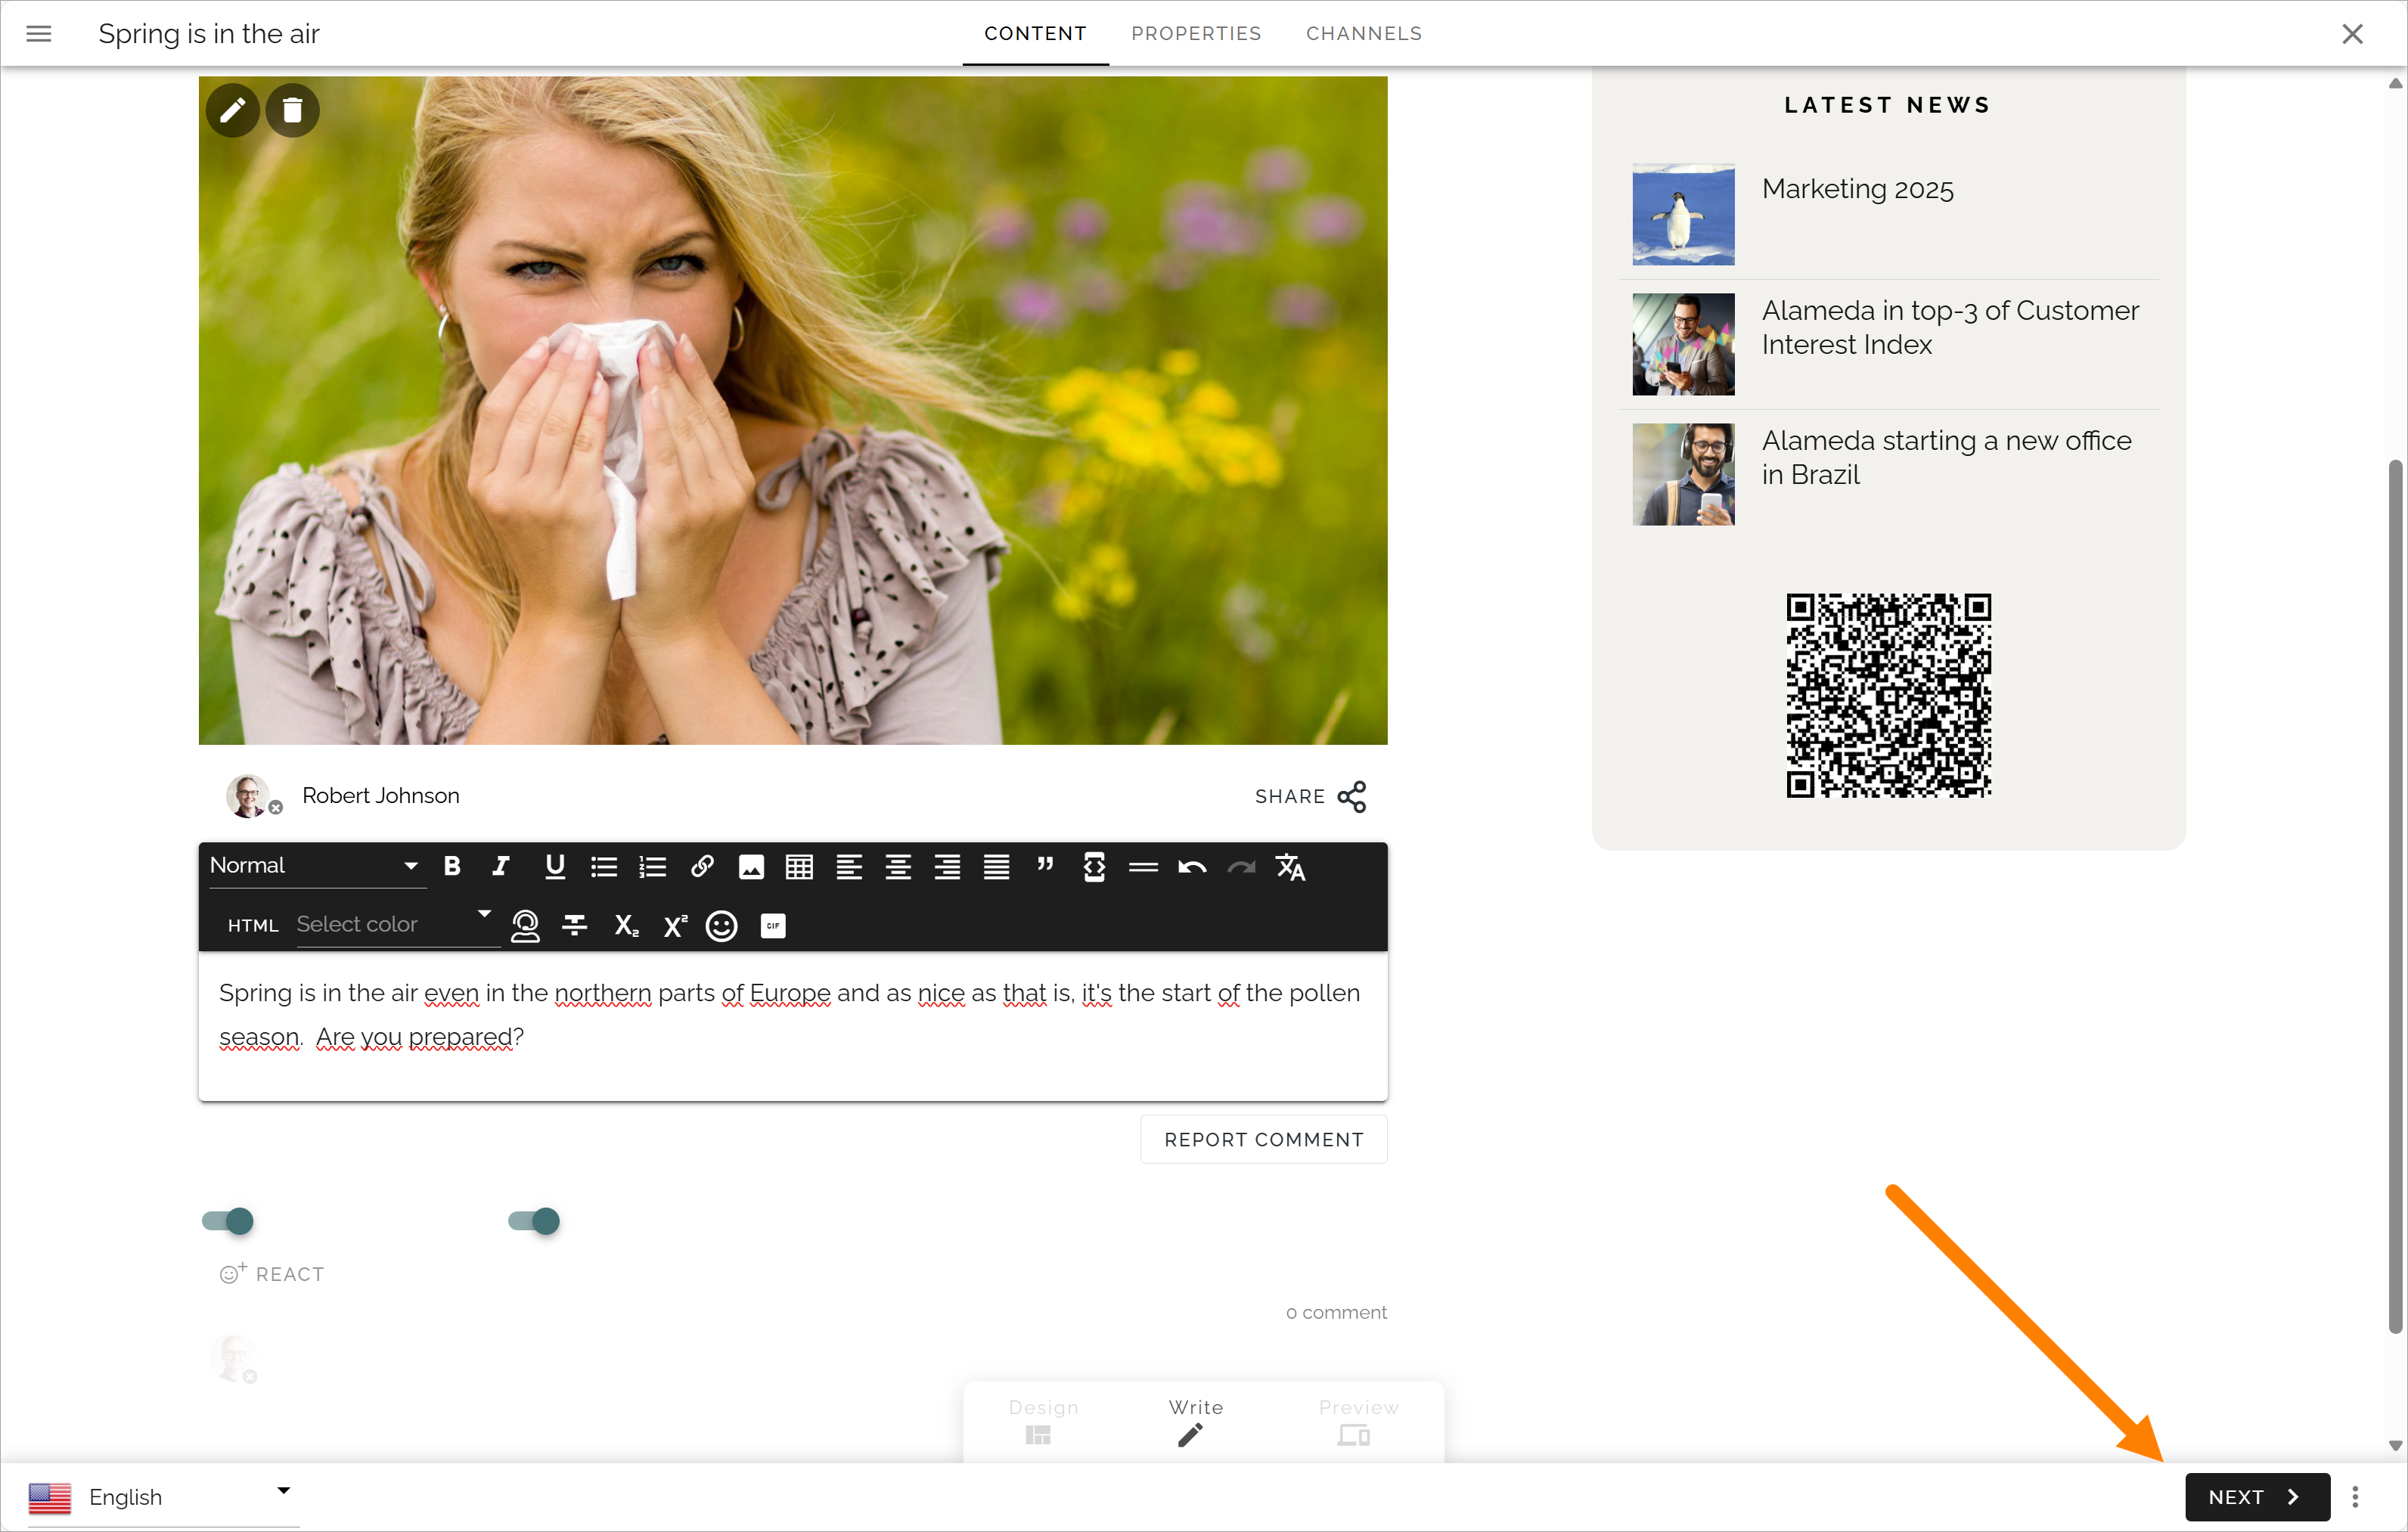 Spring is in the air
CONTENT
PROPERTIES
CHANNELS
LATEST NEWS
Marketing 2025
Alameda in top-3 of Customer
Interest Index
Alameda starting a new office
in Brazil
Robert Johnson
SHARE
Normal
HTML
Select color
GIF
Spring is in the air even in the northern parts of Europe and as nice as that is, it's the start of the pollen
season.  Are you prepared?
REPORT COMMENT
REACT
0 comment
Design
Write
Preview
English
NEXT